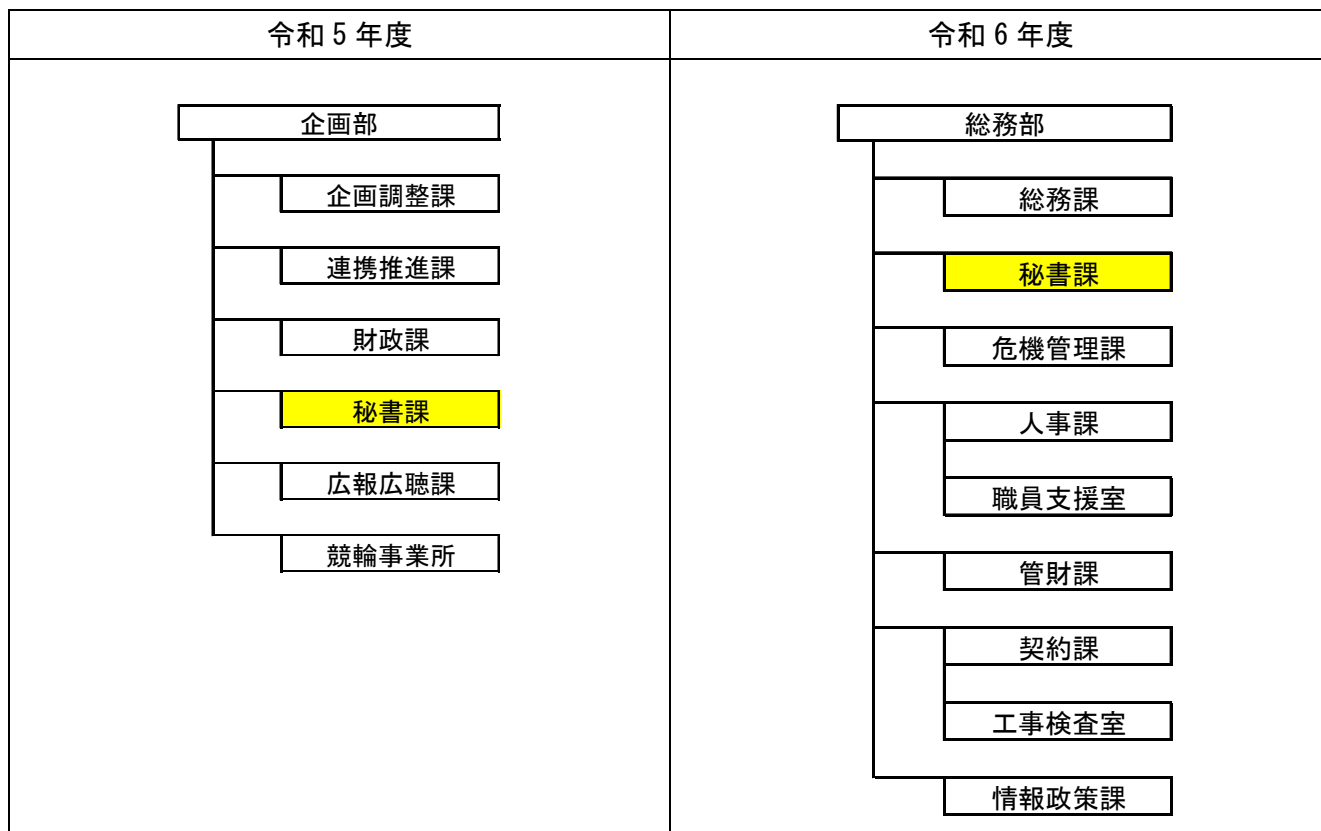 令和5年度
企画部
企画調整課
連携推進課
財政課
秘書課
広報広聴課
競輪事業所
令和6年度
総務部
総務課
秘書課
危機管理課
人事課
職員支援室
管財課
契約課
工事検査室
情報政策課